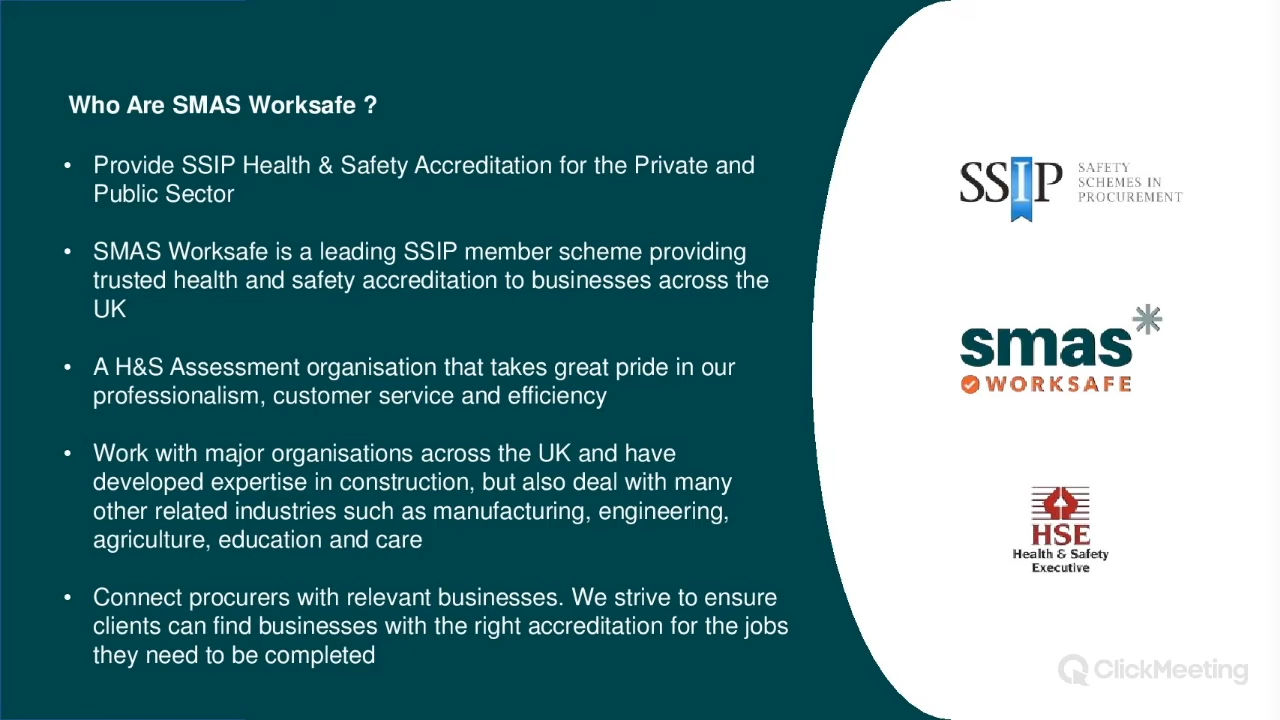 Who Are SMAS Worksafe ?
• Provide SSIP Health & Safety Accreditation for the Private and
Public Sector
• SMAS Worksafe is a leading SSIP member scheme providing
trusted health and safety accreditation to businesses across the
UK
• A H&S Assessment organisation that takes great pride in our
professionalism, customer service and efficiency
• Work with major organisations across the UK and have
developed expertise in construction, but also deal with many
other related industries such as manufacturing, engineering,
agriculture, education and care
• Connect procurers with relevant businesses. We strive to ensure
clients can find businesses with the right accreditation for the jobs
they need to be completed
SSIP
SAFETY
SCHEMES IN
PROCUREMENT
smas
WORKSAFE
HSE
Health & Safety
Executive
ClickMeeting